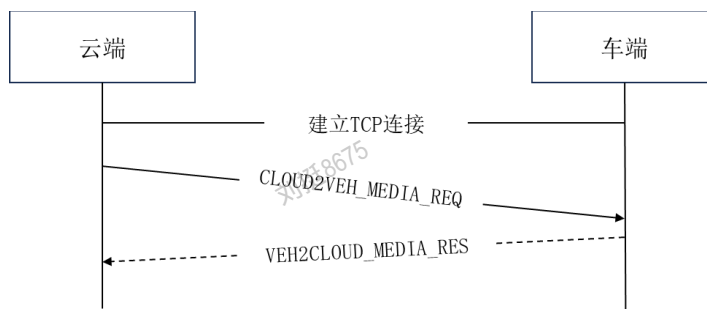 云端
车端
建立TCP连接
CLOUD2VEH_MEDIA_REQ
VEH2CLOUD_MEDIA_RES